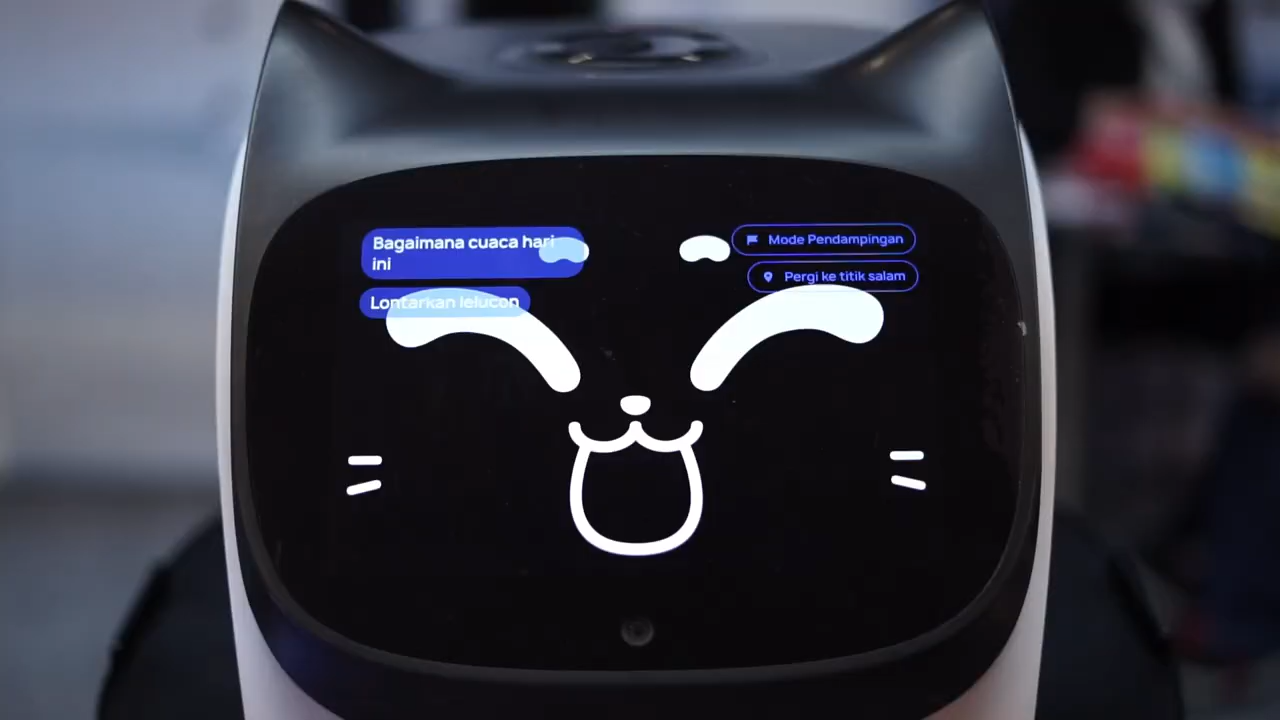 Bagaimana cuaca hari
ini
Lontarkan lelucon
Mode Pendampingan
Pergi ke titik salam